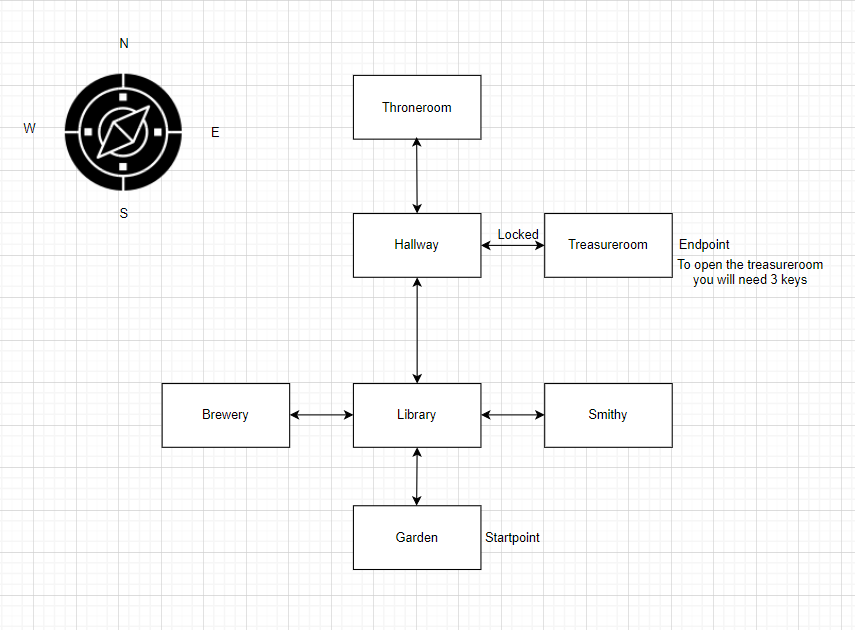 N
W
E
S
Throneroom
Hallway
Locked
Treasureroom
Endpoint
To open the treasureroom
you will need 3 keys
Brewery
Library
Smithy
Garden
Startpoint